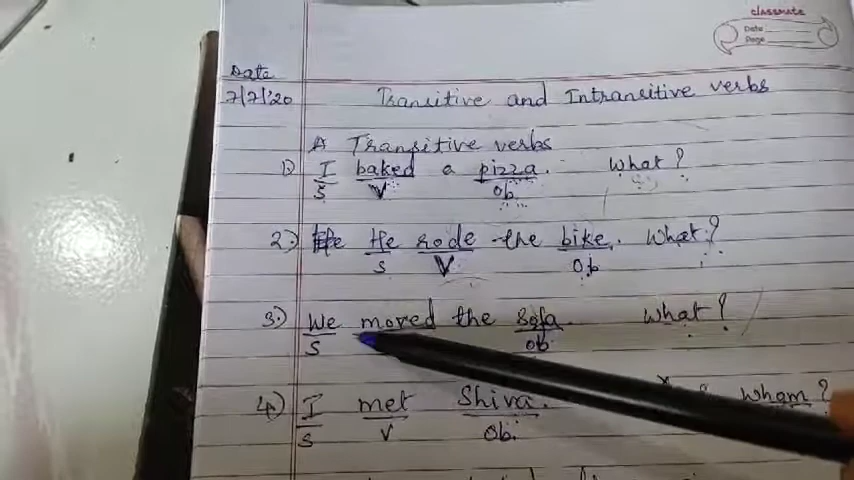 classmate
Date
Page
Date
7/7/'20 Transitive and Intransitive verbs
A Transitive verbs
1) I baked a pizza. What?
S V Ob
2.) He rode the bike. What?
S V Ob
3.) We moved the Sofa. What?
S Ob
4) I met Shiva. Whom?
S V Ob.